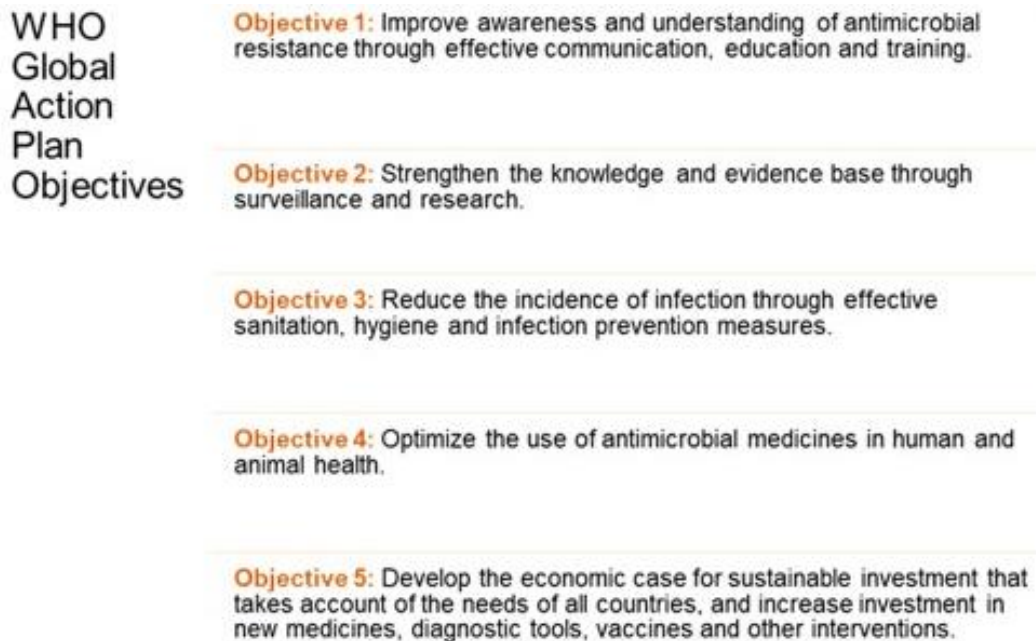 WHO
Global
Action
Plan
Objectives
Objective 1: Improve awareness and understanding of antimicrobial
resistance through effective communication, education and training.
Objective 2: Strengthen the knowledge and evidence base through
surveillance and research.
Objective 3: Reduce the incidence of infection through effective
sanitation, hygiene and infection prevention measures.
Objective 4: Optimize the use of antimicrobial medicines in human and
animal health.
Objective 5: Develop the economic case for sustainable investment that
takes account of the needs of all countries, and increase investment in
new medicines, diagnostic tools, vaccines and other interventions.